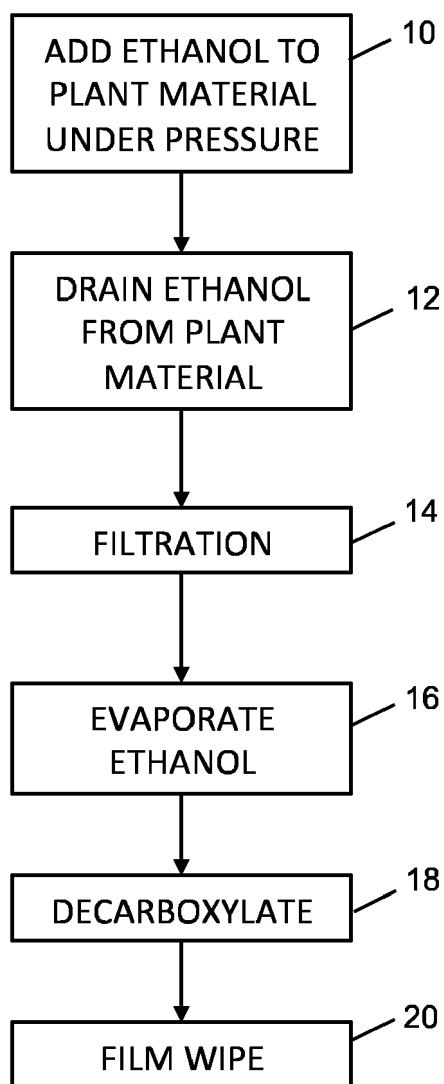 ADD ETHANOL TO
PLANT MATERIAL
UNDER PRESSURE
10
DRAIN ETHANOL
FROM PLANT
MATERIAL
12
FILTRATION
14
EVAPORATE
ETHANOL
16
DECARBOXYLATE
18
FILM WIPE
20